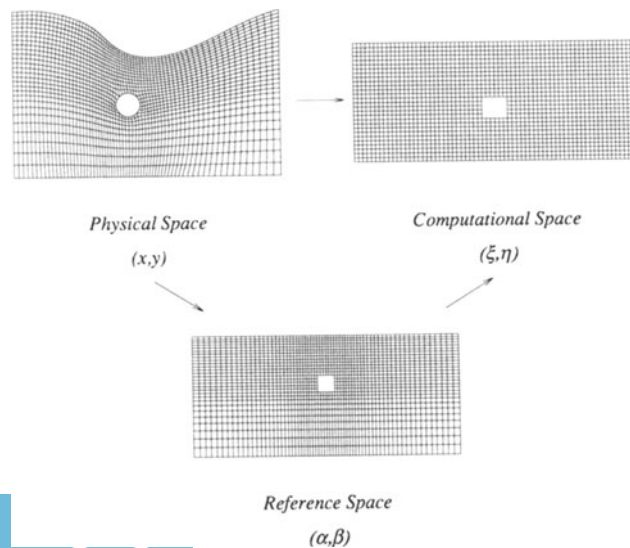 Physical Space
(x,y)
Computational Space
(ξ,η)
Reference Space
(α,β)